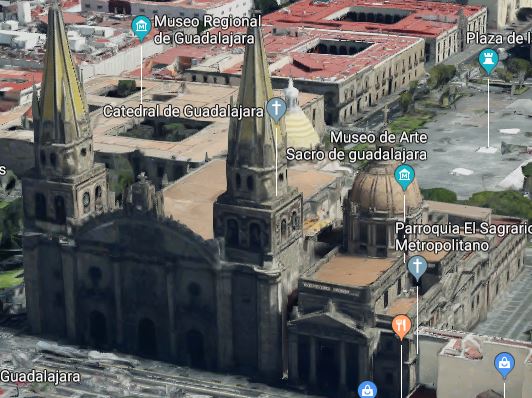 Museo Regional
de Guadalajara
Plaza de l
Catedral de Guadalajara
Museo de Arte
Sacro de guadalajara
s
Parroquia El Sagrario
Metropolitano
Guadalajara